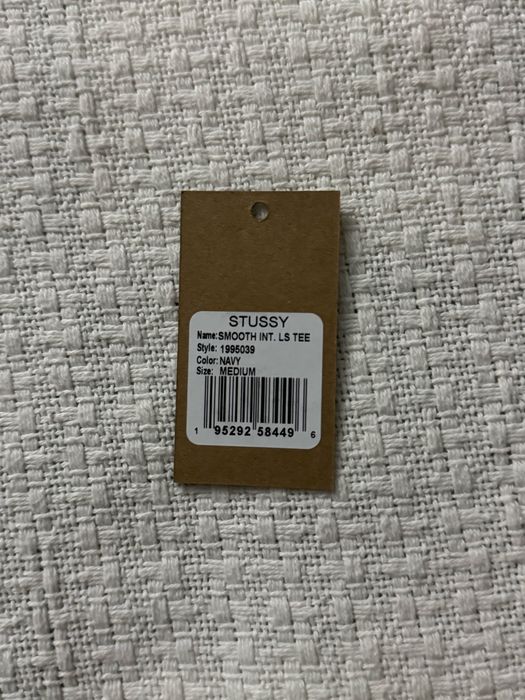 STUSSY
Name:SMOOTH INT. LS TEE
Style: 1995039
Color:NAVY
Size: MEDIUM
1 95292 58449 6